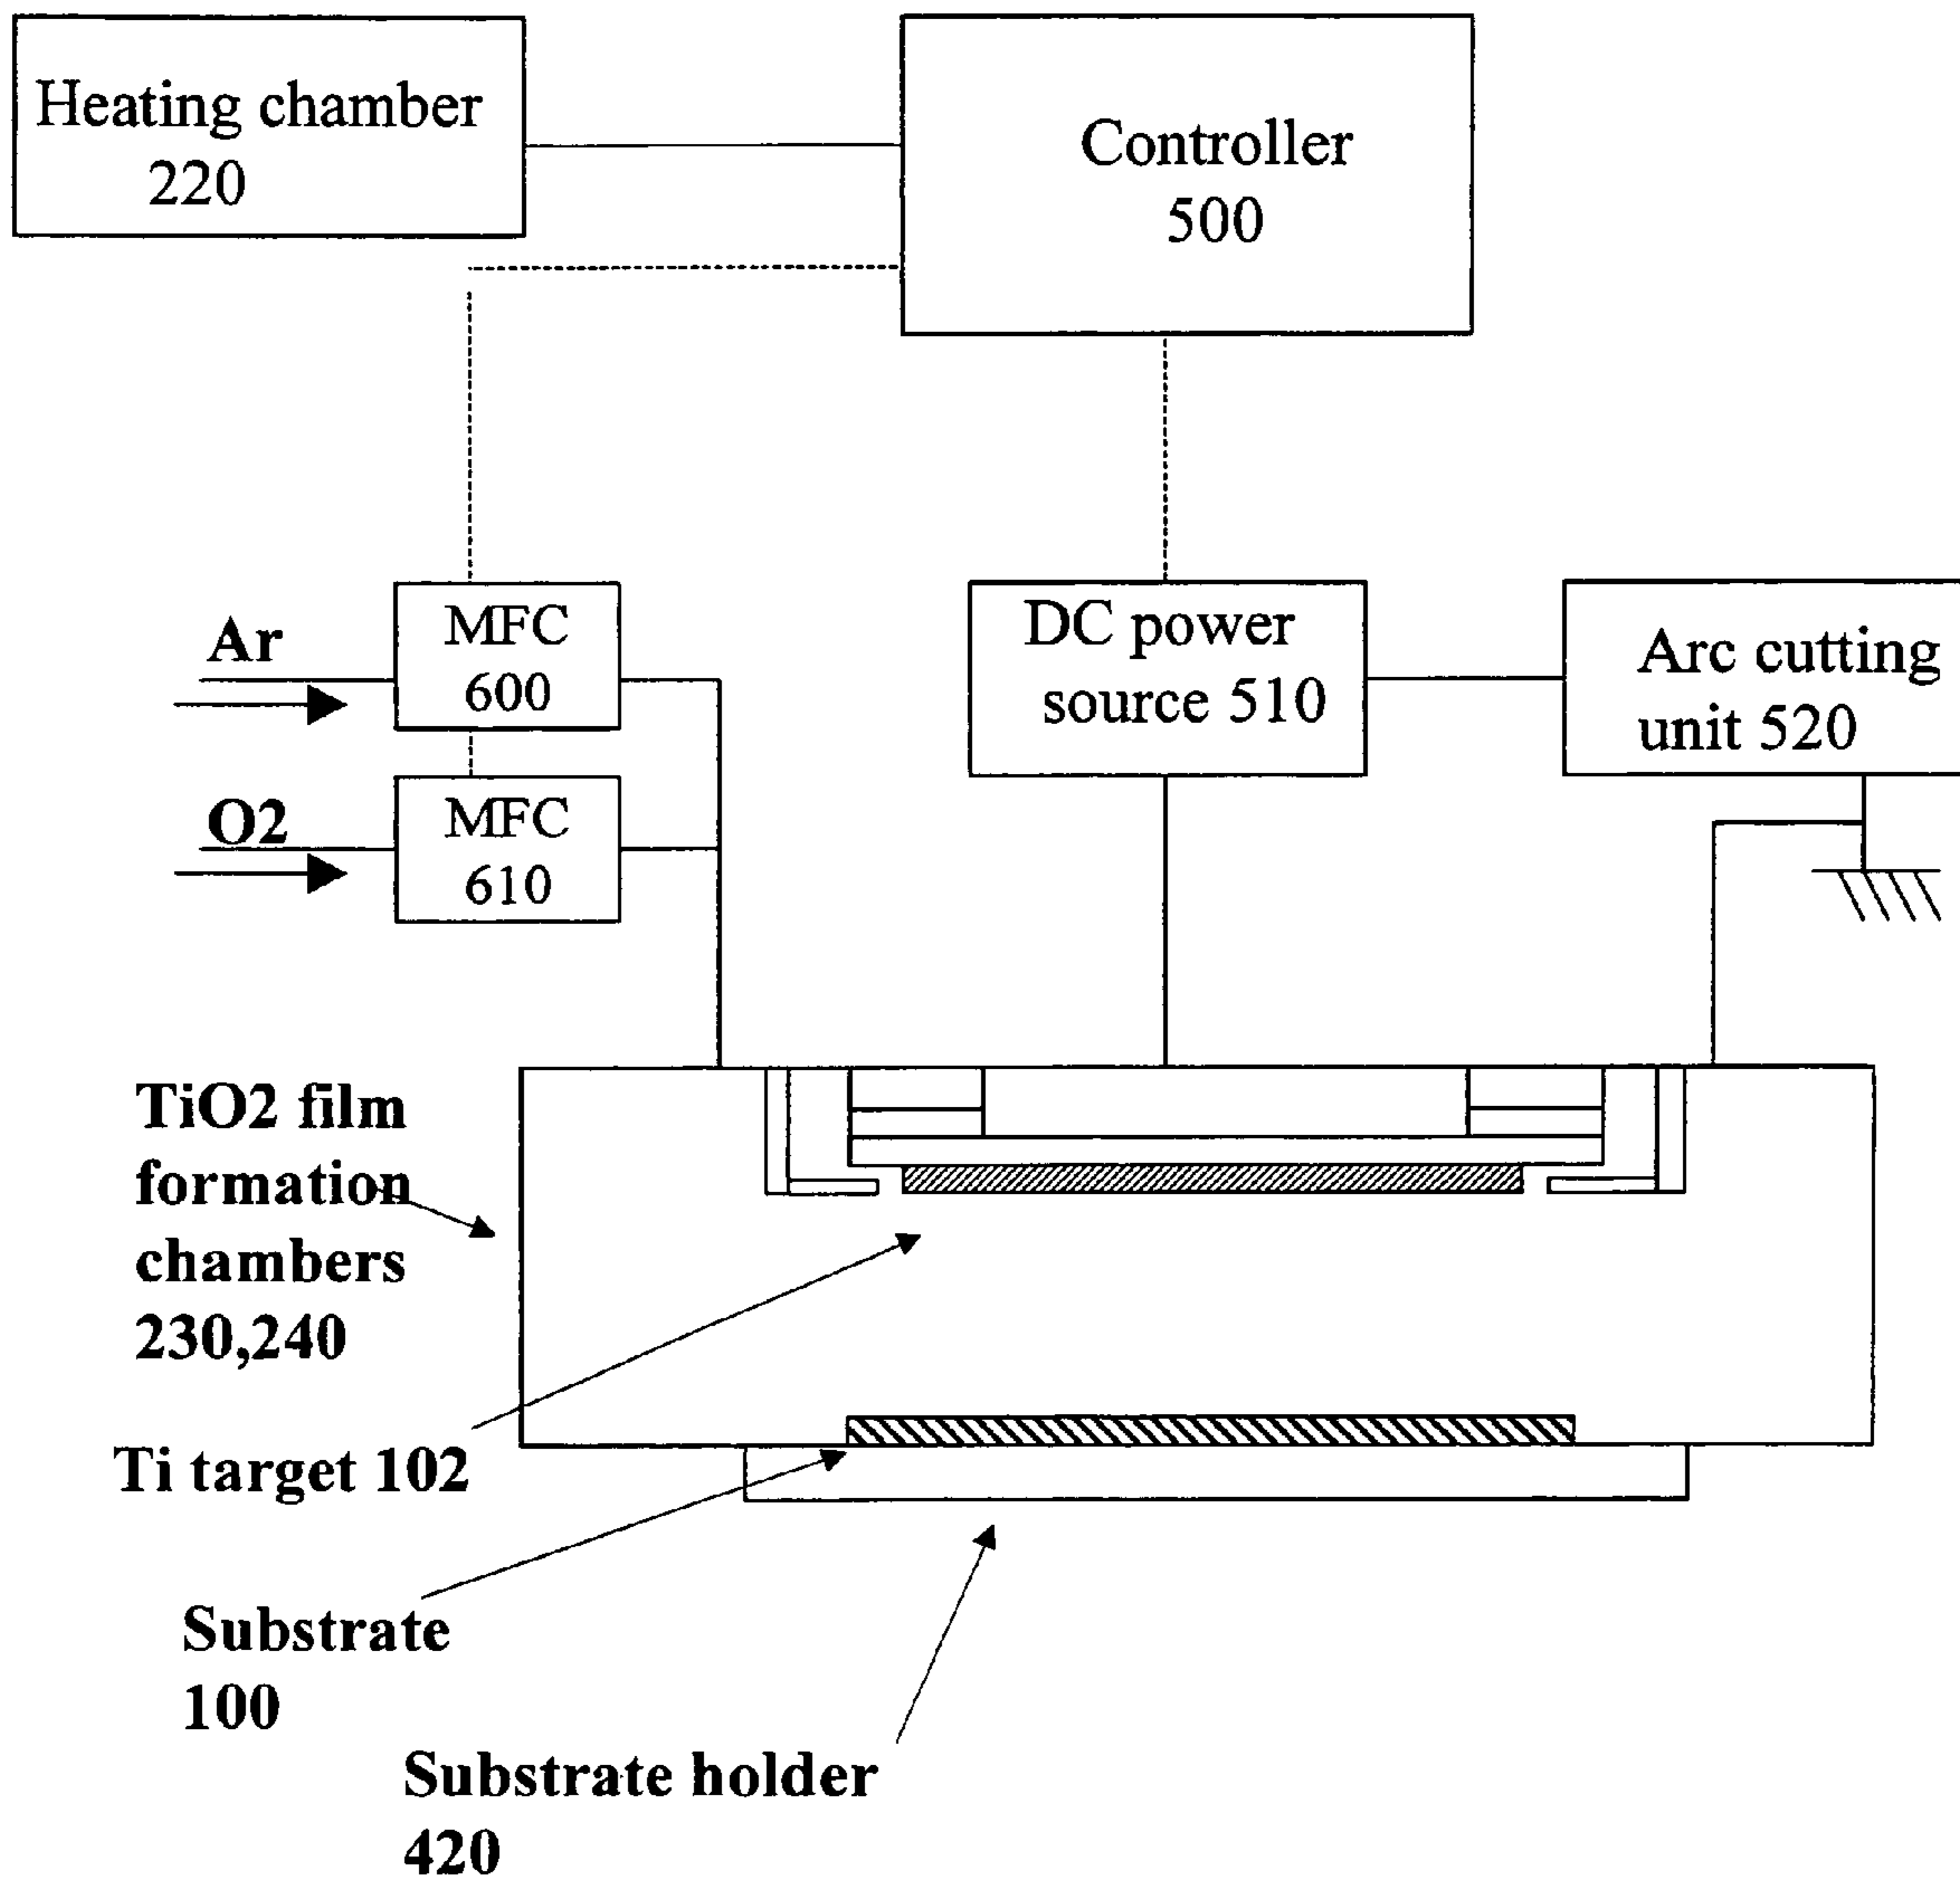 Heating chamber
220
Controller
500
Ar
MFC
600
O2
MFC
610
DC power
source 510
Arc cutting
unit 520
TiO2 film
formation
chambers
230,240
Ti target 102
Substrate
100
Substrate holder
420